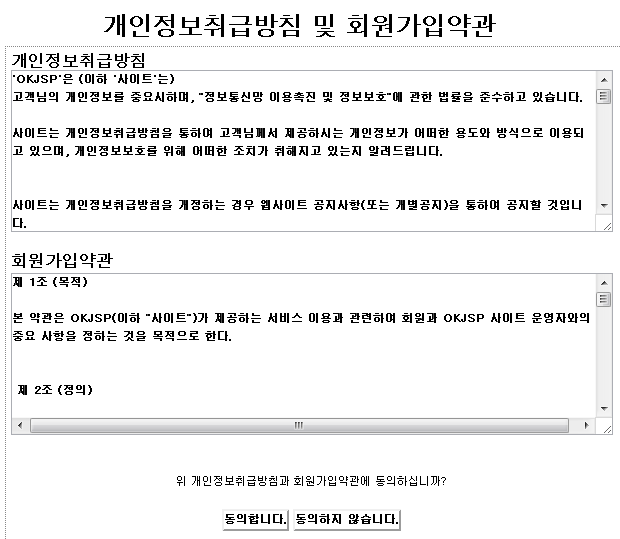 개인정보취급방침 및 회원가입약관
개인정보취급방침
'OKJSP'은 (이하 '사이트'는)
고객님의 개인정보를 중요시하며, "정보통신망 이용촉진 및 정보보호"에 관한 법률을 준수하고 있습니다.
사이트는 개인정보취급방침을 통하여 고객님께서 제공하시는 개인정보가 어떠한 용도와 방식으로 이용되
고 있으며, 개인정보보호를 위해 어떠한 조치가 취해지고 있는지 알려드립니다.
사이트는 개인정보취급방침을 개정하는 경우 웹사이트 공지사항(또는 개별공지)을 통하여 공지할 것입니
다.
회원가입약관
제 1조 (목적)
본 약관은 OKJSP(이하 "사이트")가 제공하는 서비스 이용과 관련하여 회원과 OKJSP 사이트 운영자와의
중요 사항을 정하는 것을 목적으로 한다.
제 2조 (정의)
위 개인정보취급방침과 회원가입약관에 동의하십니까?
동의합니다. 동의하지 않습니다.